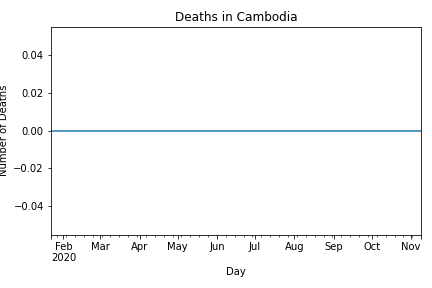 Deaths in Cambodia
Number of Deaths
0.04
0.02
0.00
−0.02
−0.04
Feb Mar Apr May Jun Jul Aug Sep Oct Nov
2020
Day